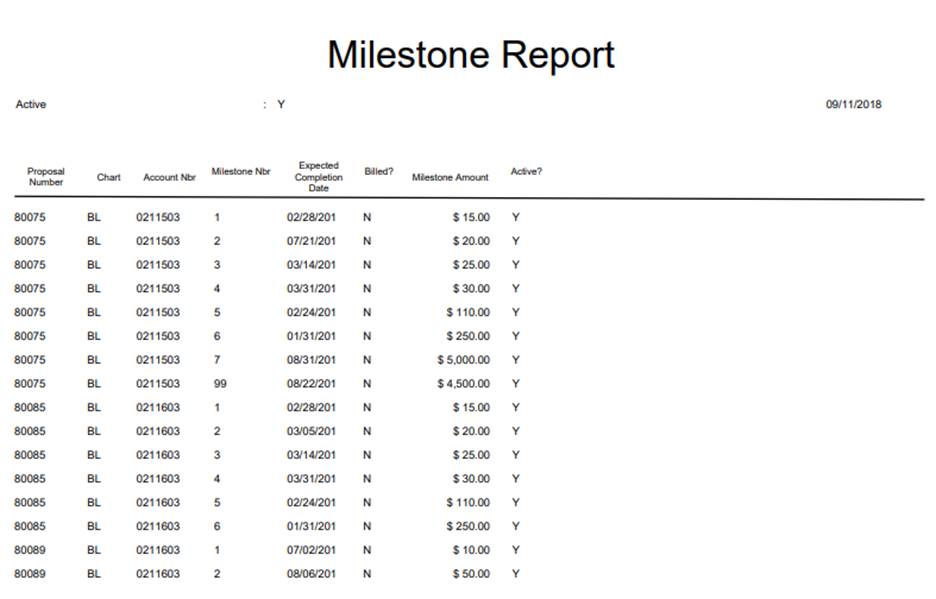 Milestone Report
Active : Y 09/11/2018
Proposal Number Chart Account Nbr Milestone Nbr Expected Completion Date Billed? Milestone Amount Active?
80075 BL 0211503 1 02/28/201 N $ 15.00 Y
80075 BL 0211503 2 07/21/201 N $ 20.00 Y
80075 BL 0211503 3 03/14/201 N $ 25.00 Y
80075 BL 0211503 4 03/31/201 N $ 30.00 Y
80075 BL 0211503 5 02/24/201 N $ 110.00 Y
80075 BL 0211503 6 01/31/201 N $ 250.00 Y
80075 BL 0211503 7 08/31/201 N $ 5,000.00 Y
80075 BL 0211503 99 08/22/201 N $ 4,500.00 Y
80085 BL 0211603 1 02/28/201 N $ 15.00 Y
80085 BL 0211603 2 03/05/201 N $ 20.00 Y
80085 BL 0211603 3 03/14/201 N $ 25.00 Y
80085 BL 0211603 4 03/31/201 N $ 30.00 Y
80085 BL 0211603 5 02/24/201 N $ 110.00 Y
80085 BL 0211603 6 01/31/201 N $ 250.00 Y
80089 BL 0211603 1 07/02/201 N $ 10.00 Y
80089 BL 0211603 2 08/06/201 N $ 50.00 Y